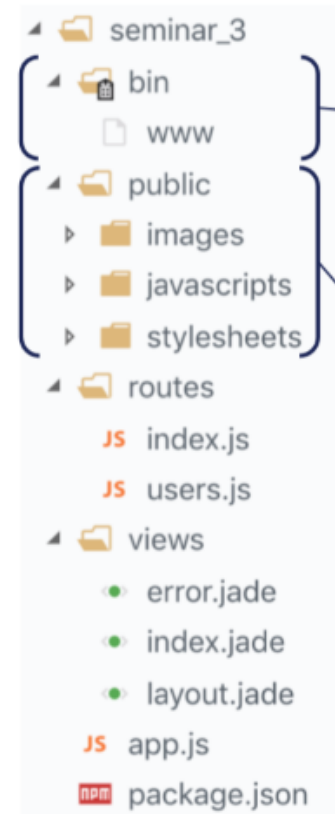 seminar_3
bin
www
public
images
javascripts
stylesheets
routes
JS index.js
JS users.js
views
error.jade
index.jade
layout.jade
JS app.js
npm package.json